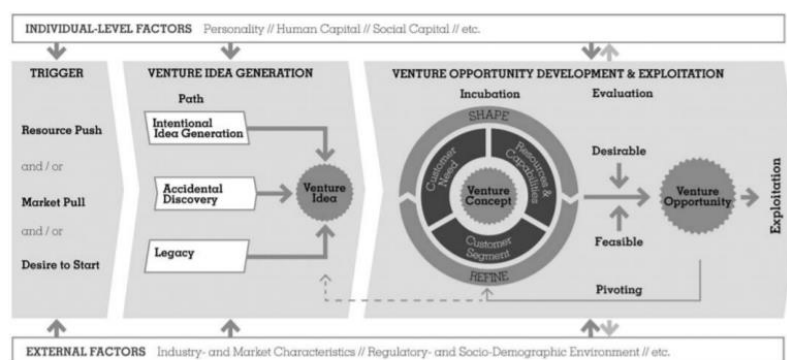 INDIVIDUAL-LEVEL FACTORS Personality // Human Capital // Social Capital // etc.
TRIGGER
Resource Push
and / or
Market Pull
and / or
Desire to Start
VENTURE IDEA GENERATION
Path
Intentional
Idea Generation
Accidental
Discovery
Legacy
Venture
Idea
VENTURE OPPORTUNITY DEVELOPMENT & EXPLOITATION
Incubation
SHAPE
Customer
Need
Resources &
Capabilities
Venture
Concept
Customer
Segment
REFINE
Evaluation
Desirable
Feasible
Venture
Opportunity
Pivoting
Exploitation
EXTERNAL FACTORS Industry- and Market Characteristics // Regulatory- and Socio-Demographic Environment // etc.